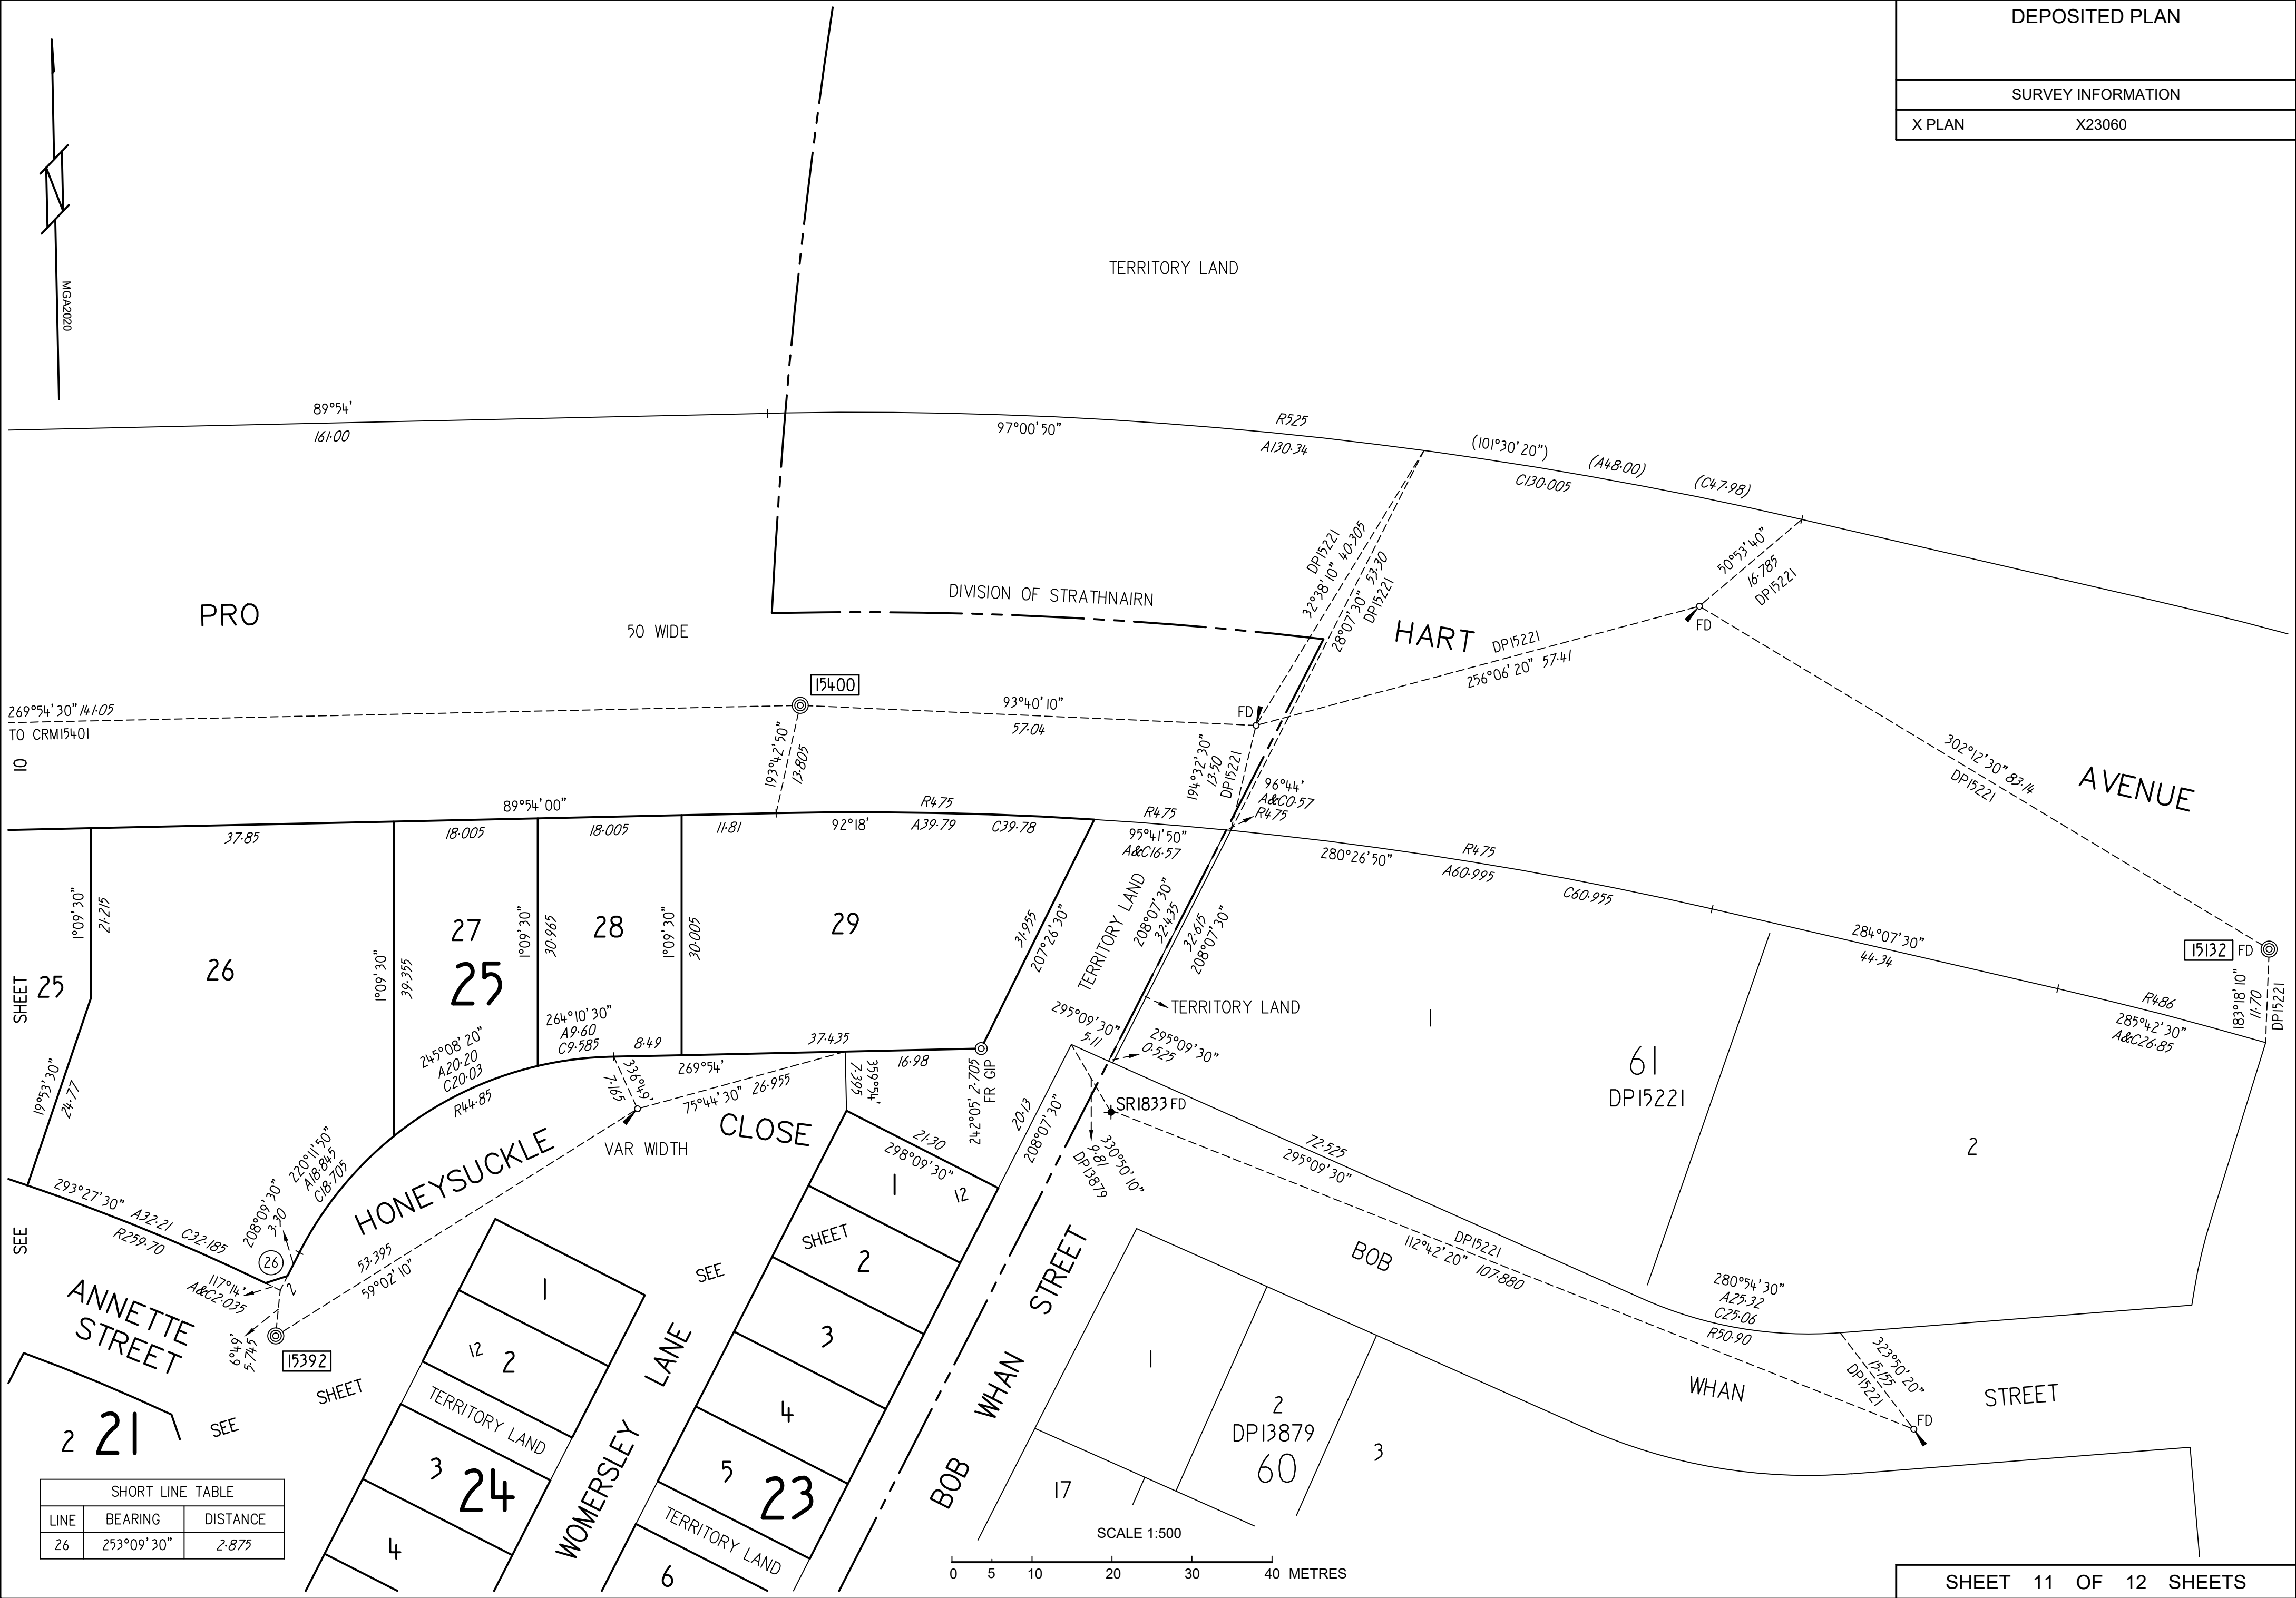 DEPOSITED PLAN
SURVEY INFORMATION
X PLAN X23060
MGA2020
TERRITORY LAND
89°54'
161·00
97°00'50"
R525
A130·34
(101°30'20")
(A48·00)
(C47·98)
C130·005
DP15221
32°38'10" 40·305
28°07'30" 53·30
DP15221
50°53'40"
16·785
DP15221
DIVISION OF STRATHNAIRN
PRO
50 WIDE
HART
FD
DP15221
256°06'20" 57·41
15400
269°54'30" 141·05
TO CRM15401
93°40'10"
57·04
FD
193°42'50"
13·805
194°32'30"
13·50
DP15221
96°44'
A&C0·57
R475
302°12'30" 83·14
DP15221
AVENUE
10
89°54'00"
37·85
18·005
18·005
11·81
R475
92°18'
A39·79
C39·78
R475
95°41'50"
A&C16·57
280°26'50"
R475
A60·995
C60·955
284°07'30"
44·34
15132 FD
183°18'10"
11·70
DP15221
R486
285°42'30"
A&C26·85
1°09'30"
21·215
1°09'30"
39·355
1°09'30"
30·965
1°09'30"
30·005
SHEET
25
26
27
25
28
29
31·955
207°26'30"
TERRITORY LAND
208°07'30"
32·435
32·615
208°07'30"
TERRITORY LAND
295°09'30"
5·11
295°09'30"
0·525
1
61
DP15221
2
19°53'30"
24·77
245°08'20"
A20·20
C20·03
R44·85
264°10'30"
A9·60
C9·585
8·49
269°54'
37·435
16·98
336°49'
7·165
75°44'30" 26·955
359°54'
7·395
242°05' 2·705
FR GIP
SR1833 FD
20·13
208°07'30"
330°50'10"
9·81
DP13879
72·525
295°09'30"
HONEYSUCKLE
CLOSE
VAR WIDTH
21·30
298°09'30"
1
12
220°11'50"
A18·845
C18·705
208°09'30"
3·30
SEE
293°27'30"
A32·21
C32·185
R259·70
26
117°14'
A&C2·035
2
53·395
59°02'10"
6°49'
5·745
15392
ANNETTE
STREET
SHEET
2
SEE
1
12
2
TERRITORY LAND
3
24
4
SHEET
SEE
2
21
WOMERSLEY
LANE
3
4
5
23
TERRITORY LAND
6
BOB
WHAN
STREET
DP15221
112°42'20" 107·880
BOB
WHAN
STREET
280°54'30"
A25·32
C25·06
R50·90
323°50'20"
15·155
DP15221
FD
1
2
DP13879
60
3
17
SHORT LINE TABLE
LINE BEARING DISTANCE
26 253°09'30" 2·875
SCALE 1:500
0 5 10 20 30 40 METRES
SHEET 11 OF 12 SHEETS